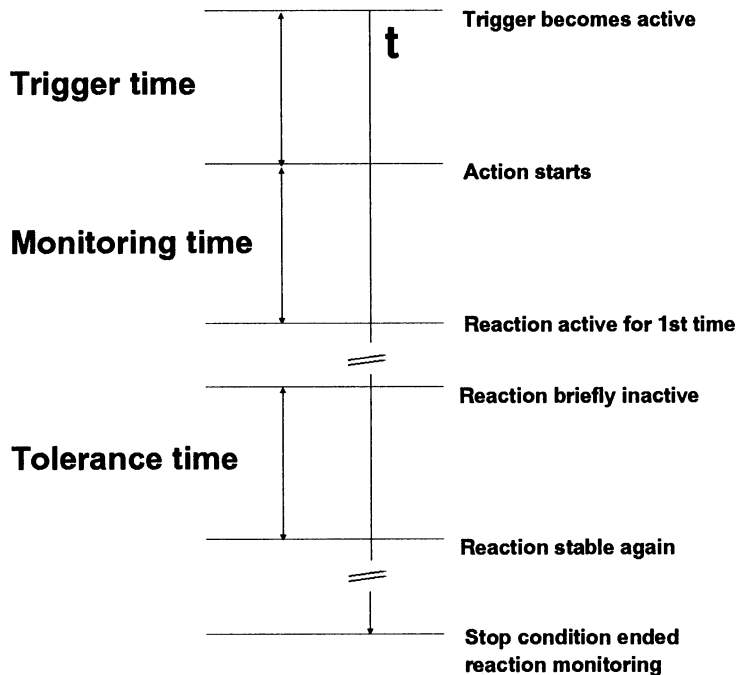 Trigger becomes active
t
Trigger time
Action starts
Monitoring time
Reaction active for 1st time
Reaction briefly inactive
Tolerance time
Reaction stable again
Stop condition ended
reaction monitoring